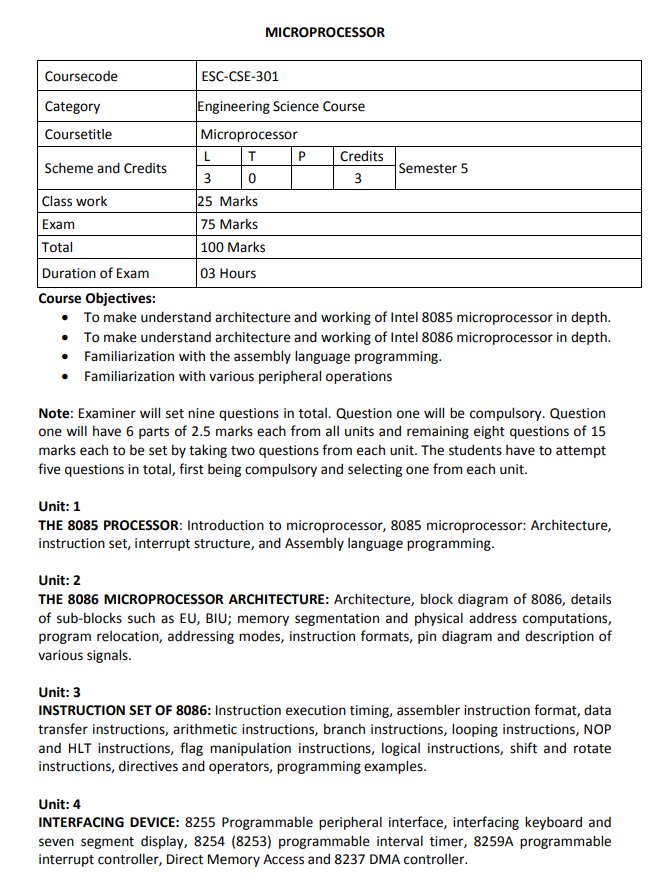 MICROPROCESSOR
Coursecode ESC-CSE-301
Category Engineering Science Course
Coursetitle Microprocessor
Scheme and Credits L T P Credits Semester 5
3 0 3
Class work 25 Marks
Exam 75 Marks
Total 100 Marks
Duration of Exam 03 Hours
Course Objectives:
• To make understand architecture and working of Intel 8085 microprocessor in depth.
• To make understand architecture and working of Intel 8086 microprocessor in depth.
• Familiarization with the assembly language programming.
• Familiarization with various peripheral operations
Note: Examiner will set nine questions in total. Question one will be compulsory. Question
one will have 6 parts of 2.5 marks each from all units and remaining eight questions of 15
marks each to be set by taking two questions from each unit. The students have to attempt
five questions in total, first being compulsory and selecting one from each unit.
Unit: 1
THE 8085 PROCESSOR: Introduction to microprocessor, 8085 microprocessor: Architecture,
instruction set, interrupt structure, and Assembly language programming.
Unit: 2
THE 8086 MICROPROCESSOR ARCHITECTURE: Architecture, block diagram of 8086, details
of sub-blocks such as EU, BIU; memory segmentation and physical address computations,
program relocation, addressing modes, instruction formats, pin diagram and description of
various signals.
Unit: 3
INSTRUCTION SET OF 8086: Instruction execution timing, assembler instruction format, data
transfer instructions, arithmetic instructions, branch instructions, looping instructions, NOP
and HLT instructions, flag manipulation instructions, logical instructions, shift and rotate
instructions, directives and operators, programming examples.
Unit: 4
INTERFACING DEVICE: 8255 Programmable peripheral interface, interfacing keyboard and
seven segment display, 8254 (8253) programmable interval timer, 8259A programmable
interrupt controller, Direct Memory Access and 8237 DMA controller.